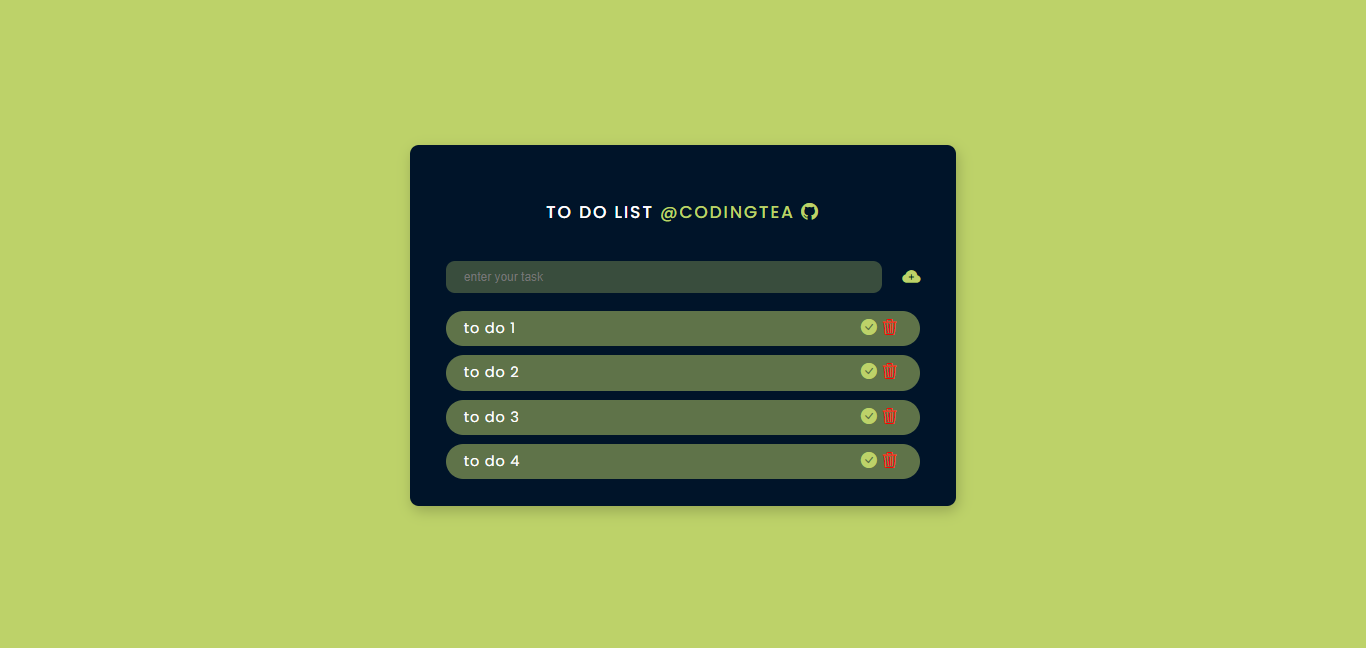 TO DO LIST @CODINGTEA
enter your task
to do 1
to do 2
to do 3
to do 4